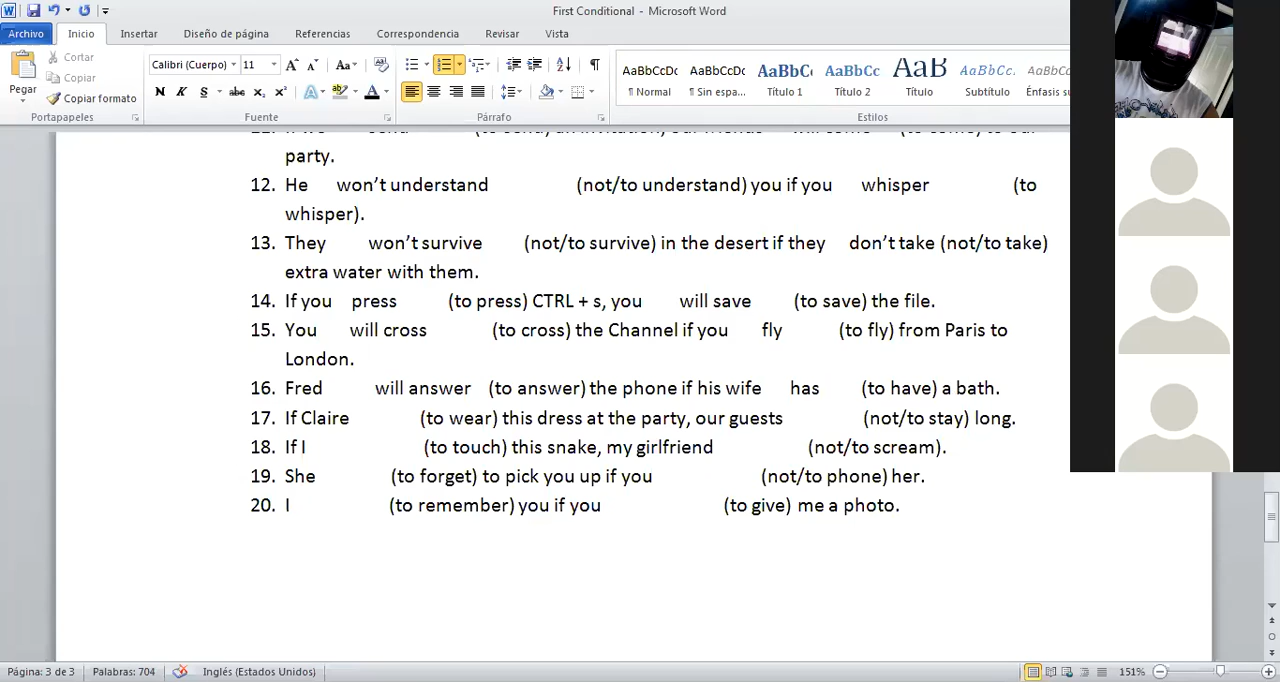 First Conditional - Microsoft Word
Archivo Inicio Insertar Diseño de página Referencias Correspondencia Revisar Vista
Cortar
Copiar
Copiar formato
Pegar
Portapapeles
Calibri (Cuerpo) 11
Fuente
Párrafo
AaBbCcDc AaBbCcDc AaBbC AaBbCc AaB AaBbCc. AaBbCc
¶ Normal ¶ Sin espa... Título 1 Título 2 Título Subtítulo Énfasis su
Estilos
party.
12. He won't understand (not/to understand) you if you whisper (to
whisper).
13. They won't survive (not/to survive) in the desert if they don't take (not/to take)
extra water with them.
14. If you press (to press) CTRL + s, you will save (to save) the file.
15. You will cross (to cross) the Channel if you fly (to fly) from Paris to
London.
16. Fred will answer (to answer) the phone if his wife has (to have) a bath.
17. If Claire (to wear) this dress at the party, our guests (not/to stay) long.
18. If I (to touch) this snake, my girlfriend (not/to scream).
19. She (to forget) to pick you up if you (not/to phone) her.
20. I (to remember) you if you (to give) me a photo.
Página: 3 de 3 Palabras: 704 Inglés (Estados Unidos) 151%